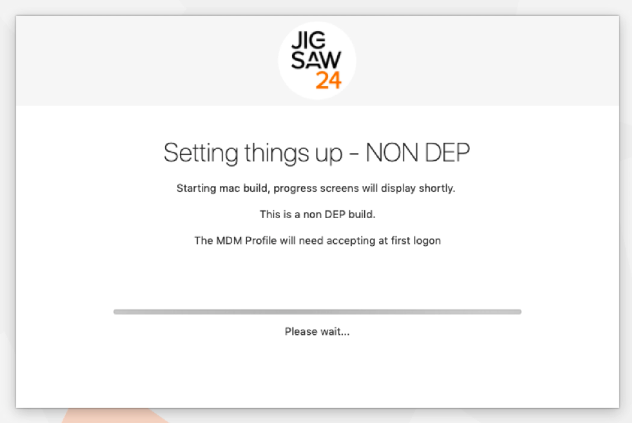 JIG
SAW
24
Setting things up - NON DEP
Starting mac build, progress screens will display shortly.
This is a non DEP build.
The MDM Profile will need accepting at first logon
Please wait...